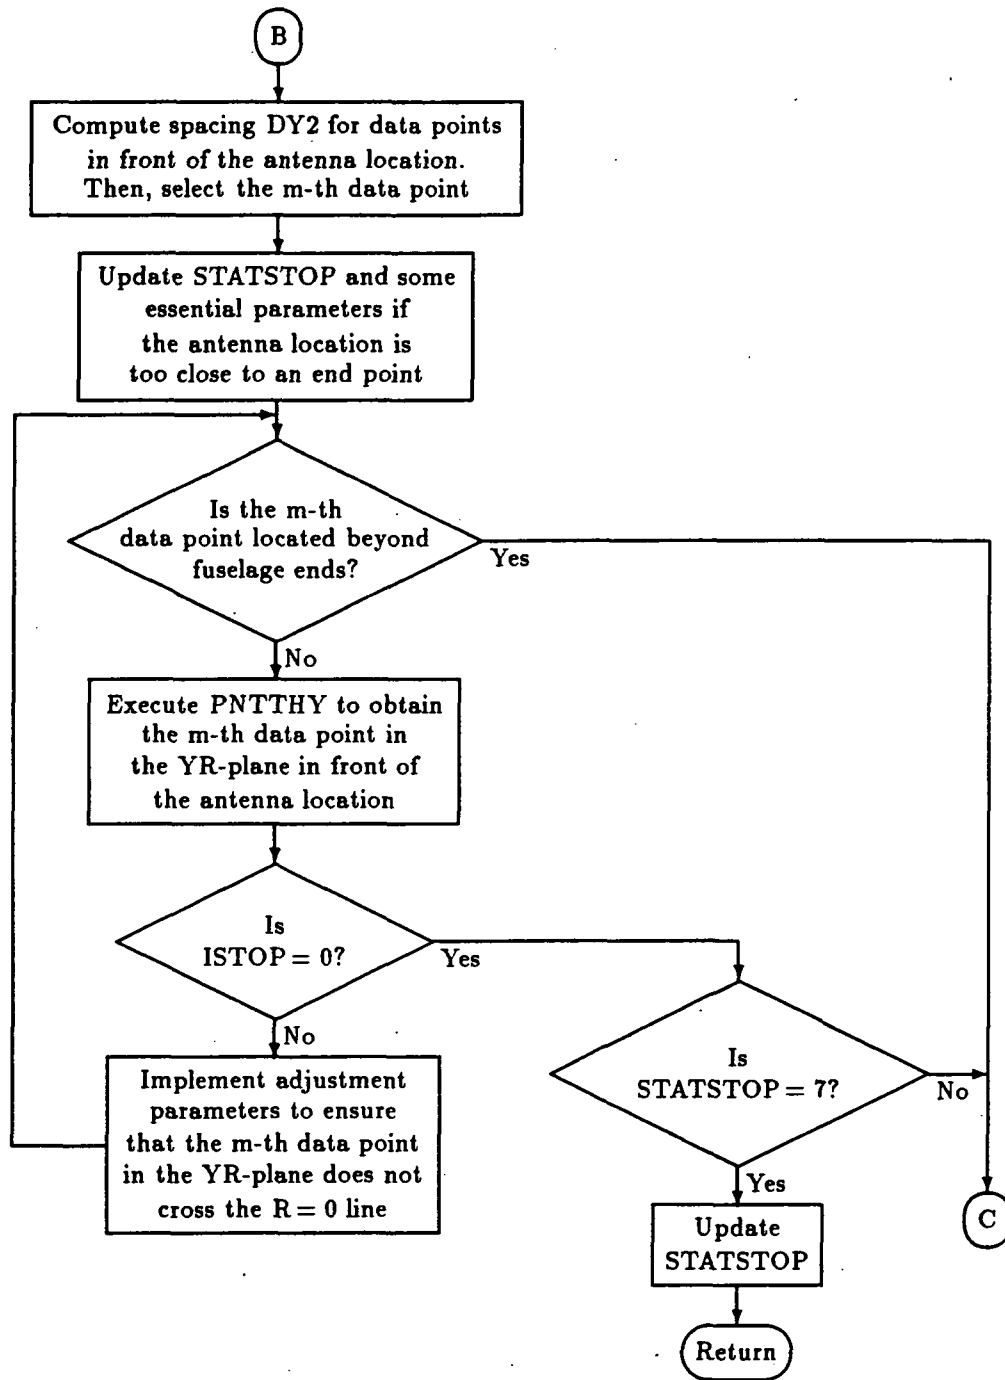 B
Compute spacing DY2 for data points
in front of the antenna location.
Then, select the m-th data point
Update STATSTOP and some
essential parameters if
the antenna location is
too close to an end point
Is the m-th
data point located beyond
fuselage ends?
Yes
No
Execute PNTTHY to obtain
the m-th data point in
the YR-plane in front of
the antenna location
Is
ISTOP = 0?
Yes
No
Implement adjustment
parameters to ensure
that the m-th data point
in the YR-plane does not
cross the R = 0 line
Is
STATSTOP = 7?
No
Yes
Update
STATSTOP
C
Return